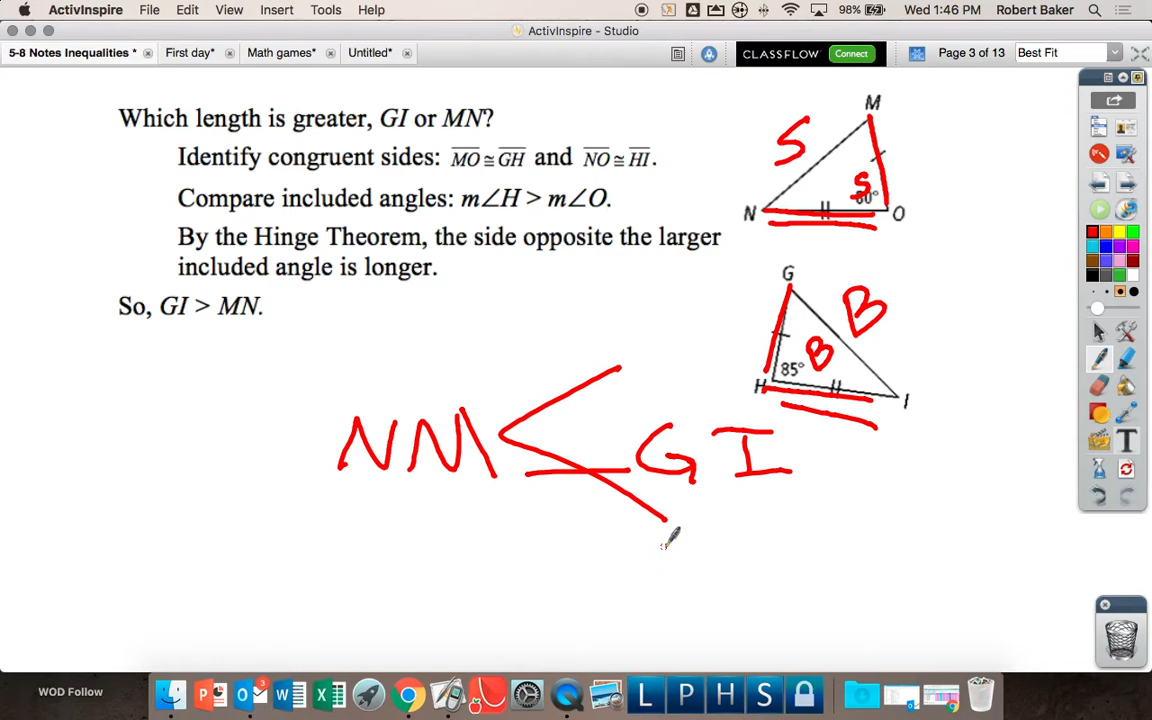 ActivInspire File Edit View Insert Tools Help 98% Wed 1:46 PM Robert Baker
ActivInspire - Studio
5-8 Notes Inequalities * First day* Math games* Untitled* CLASSFLOW Connect Page 3 of 13 Best Fit
Which length is greater, GI or MN?
Identify congruent sides: MO ≅ GH and NO ≅ HI.
Compare included angles: m∠H > m∠O.
By the Hinge Theorem, the side opposite the larger
included angle is longer.
So, GI > MN.
M
S
S
80°
N
O
G
B
B
85°
H
I
NM < GI
WOD Follow
3
L P H S